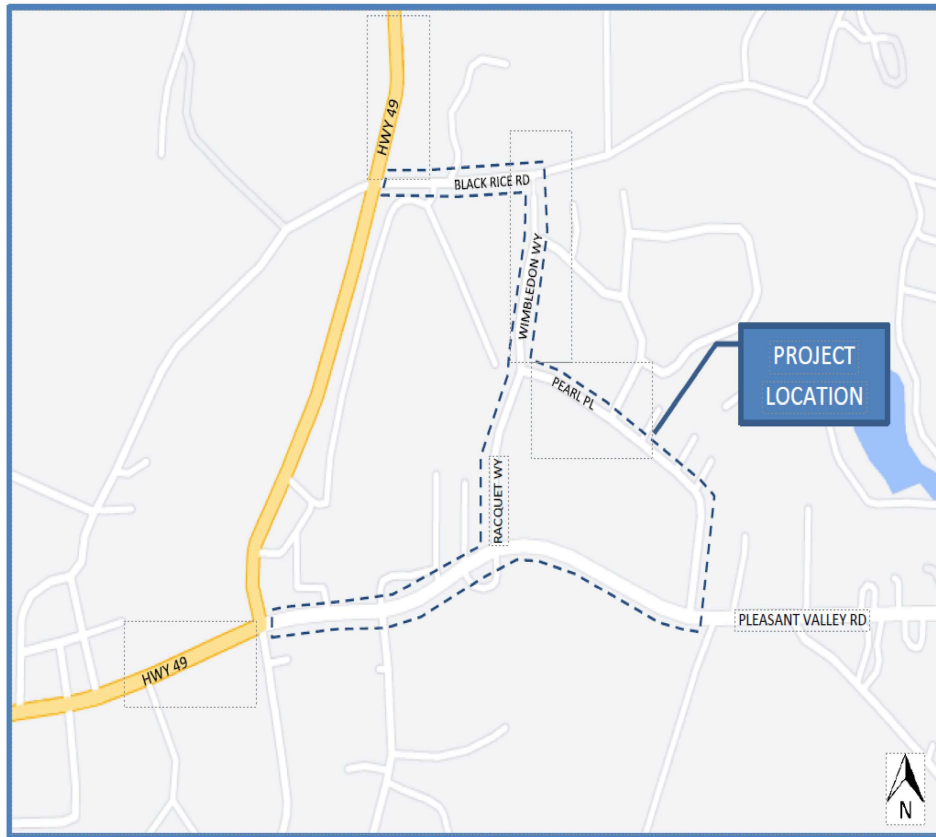 HWY 49
BLACK RICE RD
WIMBLEDON WY
PROJECT
LOCATION
PEARL PL
RACQUET WY
PLEASANT VALLEY RD
HWY 49
N